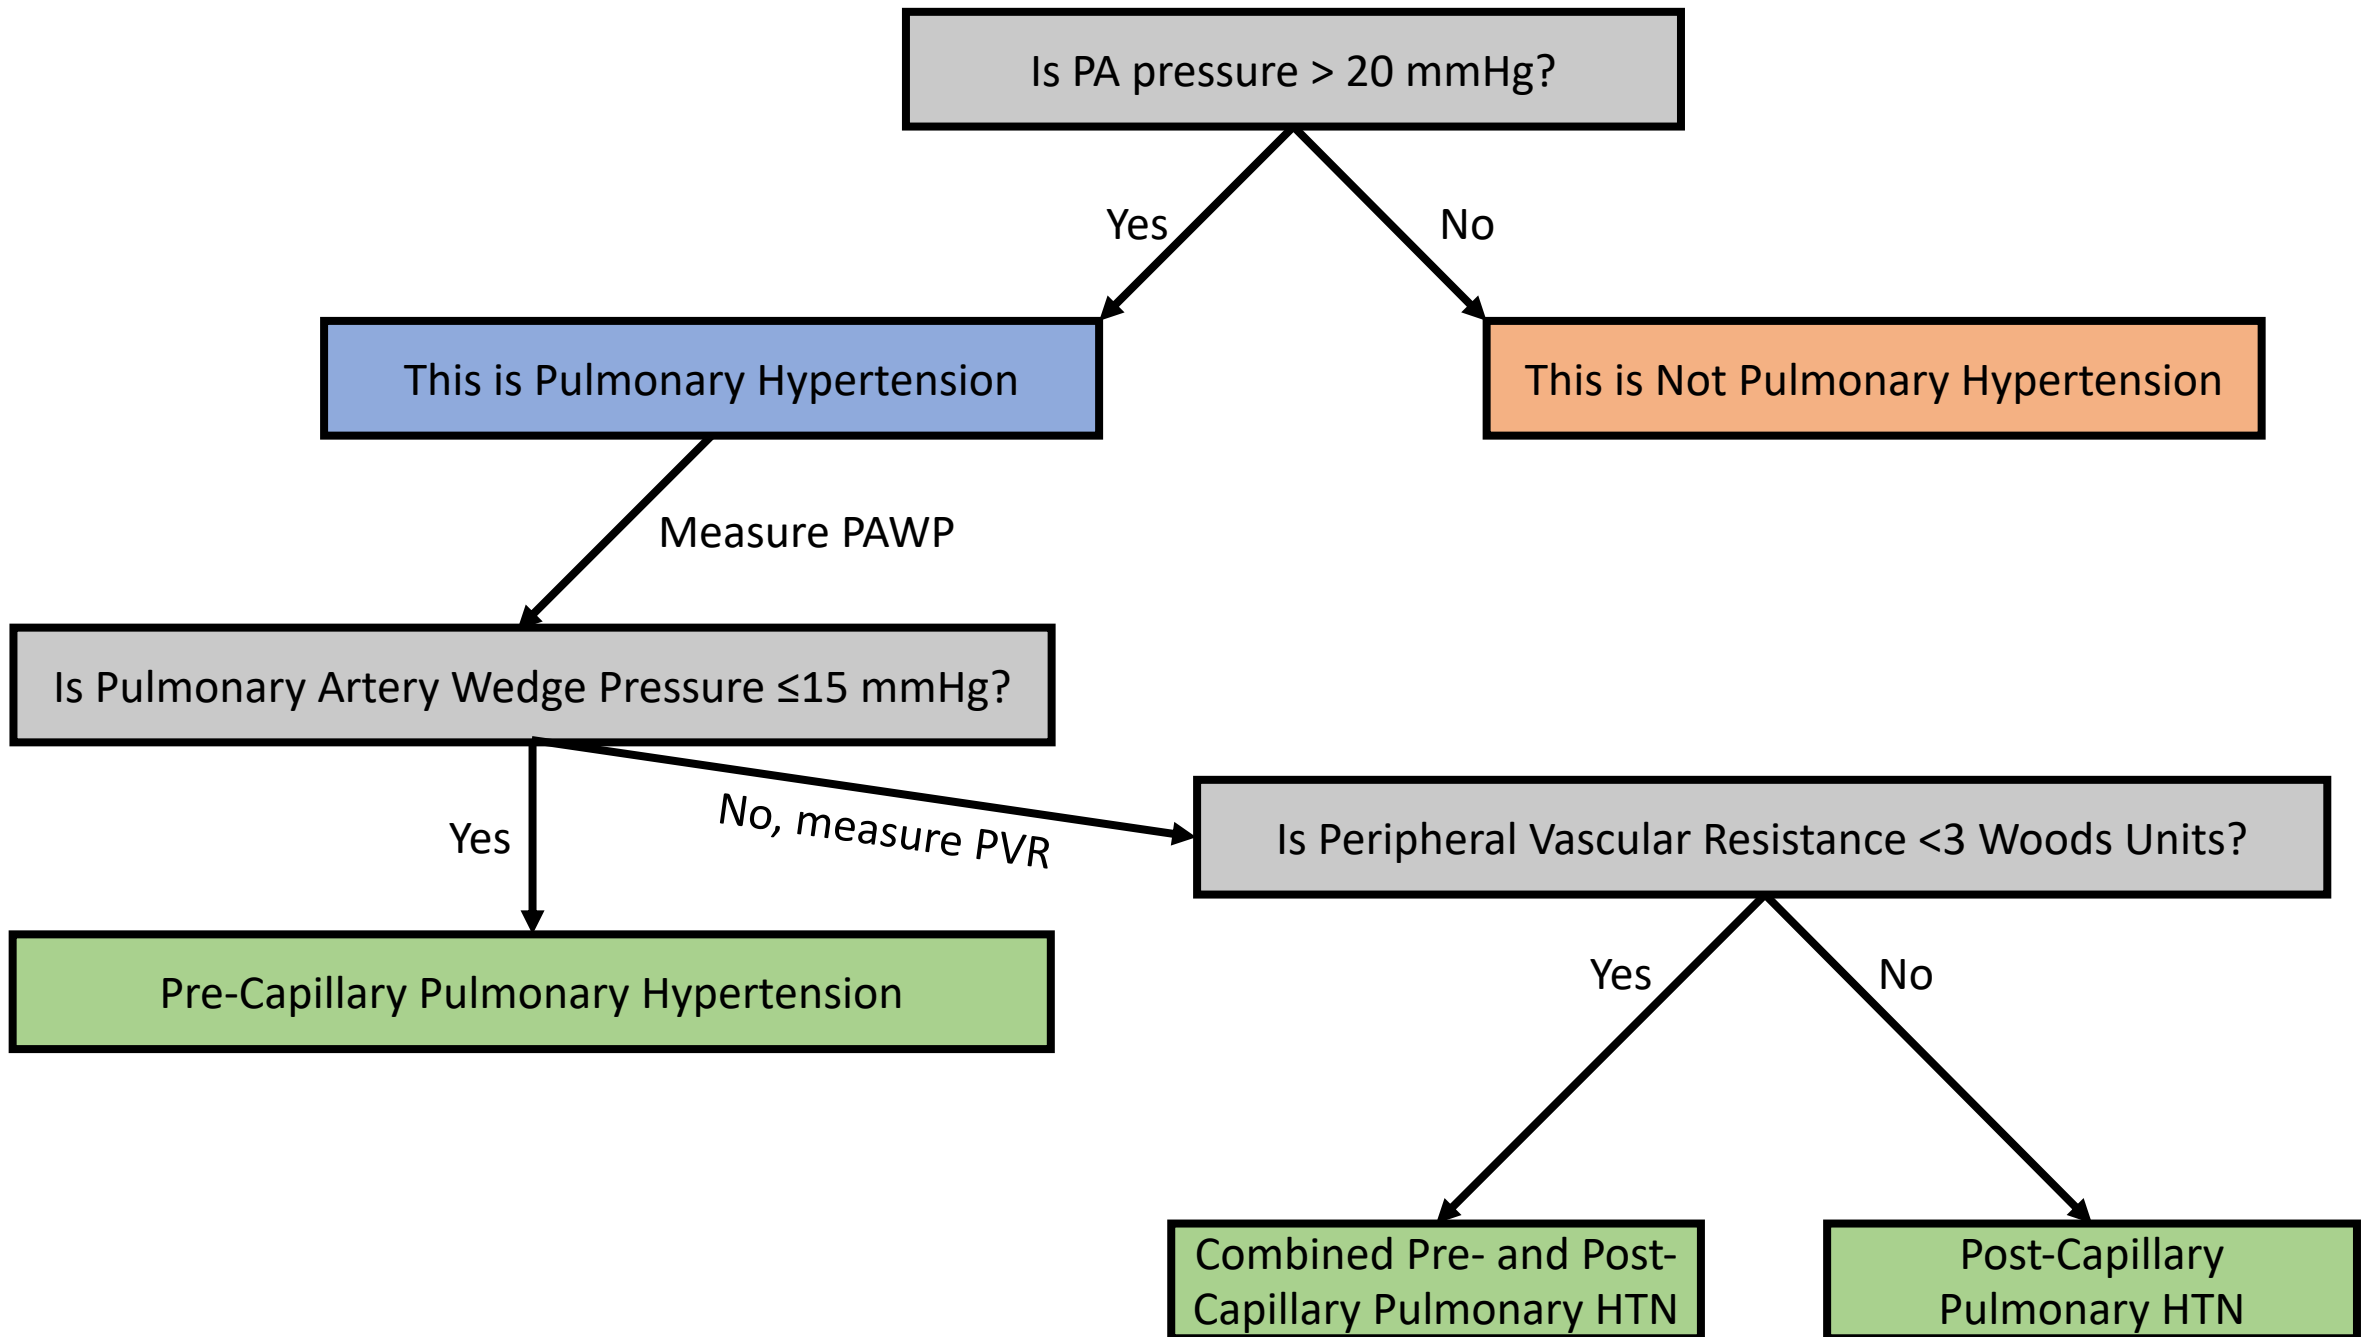 Is PA pressure > 20 mmHg?
Yes
No
This is Pulmonary Hypertension
This is Not Pulmonary Hypertension
Measure PAWP
Is Pulmonary Artery Wedge Pressure ≤15 mmHg?
Yes
No, measure PVR
Is Peripheral Vascular Resistance <3 Woods Units?
Pre-Capillary Pulmonary Hypertension
Yes
No
Combined Pre- and Post-
Capillary Pulmonary HTN
Post-Capillary
Pulmonary HTN